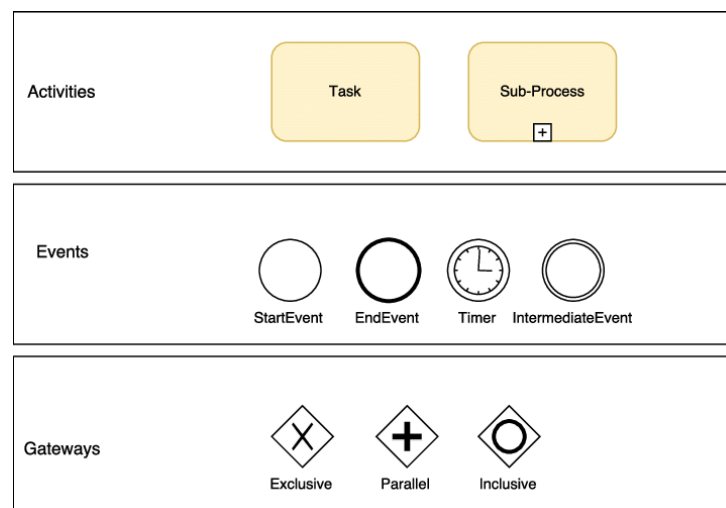 Activities
Task
Sub-Process
Events
StartEvent
EndEvent
Timer
IntermediateEvent
Gateways
Exclusive
Parallel
Inclusive